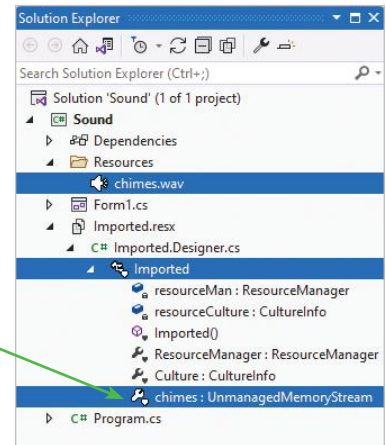 Solution Explorer
Search Solution Explorer (Ctrl+;)
Solution 'Sound' (1 of 1 project)
C# Sound
Dependencies
Resources
chimes.wav
Form1.cs
Imported.resx
C# Imported.Designer.cs
Imported
resourceMan : ResourceManager
resourceCulture : CultureInfo
Imported()
ResourceManager : ResourceManager
Culture : CultureInfo
chimes : UnmanagedMemoryStream
C# Program.cs